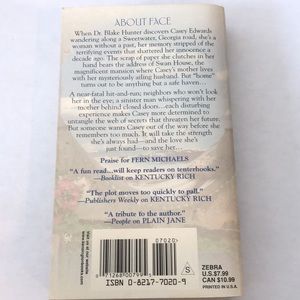 ABOUT FACE
When Dr. Blake Hunter discovers Casey Edwards
wandering along a Sweetwater, Georgia road, she's a
woman without a past, her memory stripped of the
terrifying events that shattered her innocence a
decade ago. The scrap of paper she clutches in her
hand bears the address of Swan House, the
magnificent mansion where Casey's mother lives
with her mysteriously ailing husband. But "home"
turns out to be anything but a safe haven...
A near-fatal hit-and-run; neighbors who won't look
her in the eye; a sinister man whispering with her
mother behind closed doors...each disturbing
experience makes Casey more determined to
untangle the web of secrets that threaten her future.
But someone wants Casey out of the way before she
remembers too much. It will take the strength
she's always had—and the love she's
just found—to save her...
Praise for FERN MICHAELS
"A fun read...will keep readers on tenterhooks."
—Booklist on KENTUCKY RICH
"The plot moves too quickly to pall."
—Publishers Weekly on KENTUCKY RICH
"A tribute to the author."
—People on PLAIN JANE
Visit us at our website
www.kensingtonbooks.com
07020
S
ISBN 0-8217-7020-9
ZEBRA
U.S. $7.99
CAN $10.99
PRINTED IN U.S.A.